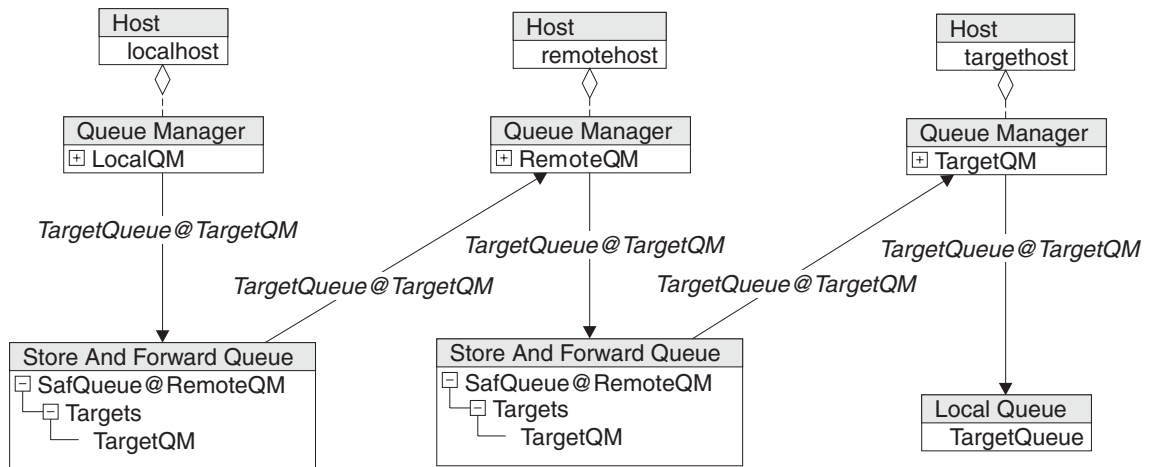 Host
localhost
Host
remotehost
Host
targethost
Queue Manager
LocalQM
Queue Manager
RemoteQM
Queue Manager
TargetQM
TargetQueue@TargetQM
TargetQueue@TargetQM
TargetQueue@TargetQM
TargetQueue@TargetQM
TargetQueue@TargetQM
Store And Forward Queue
SafQueue@RemoteQM
Targets
TargetQM
Store And Forward Queue
SafQueue@RemoteQM
Targets
TargetQM
Local Queue
TargetQueue